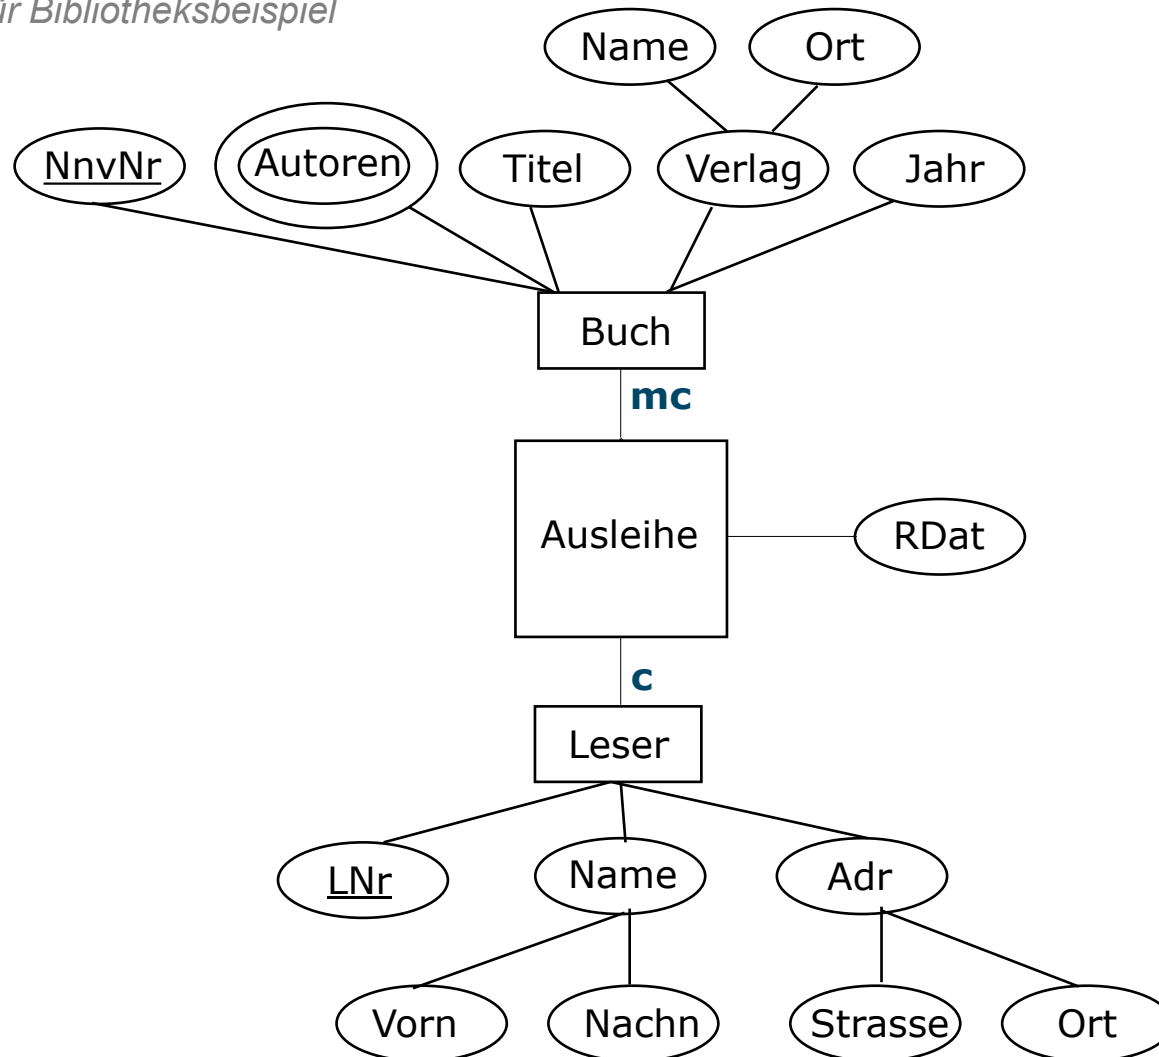 ür Bibliotheksbeispiel
Name Ort
NnvNr Autoren Titel Verlag Jahr
Buch
mc
Ausleihe RDat
c
Leser
LNr Name Adr
Vorn Nachn Strasse Ort